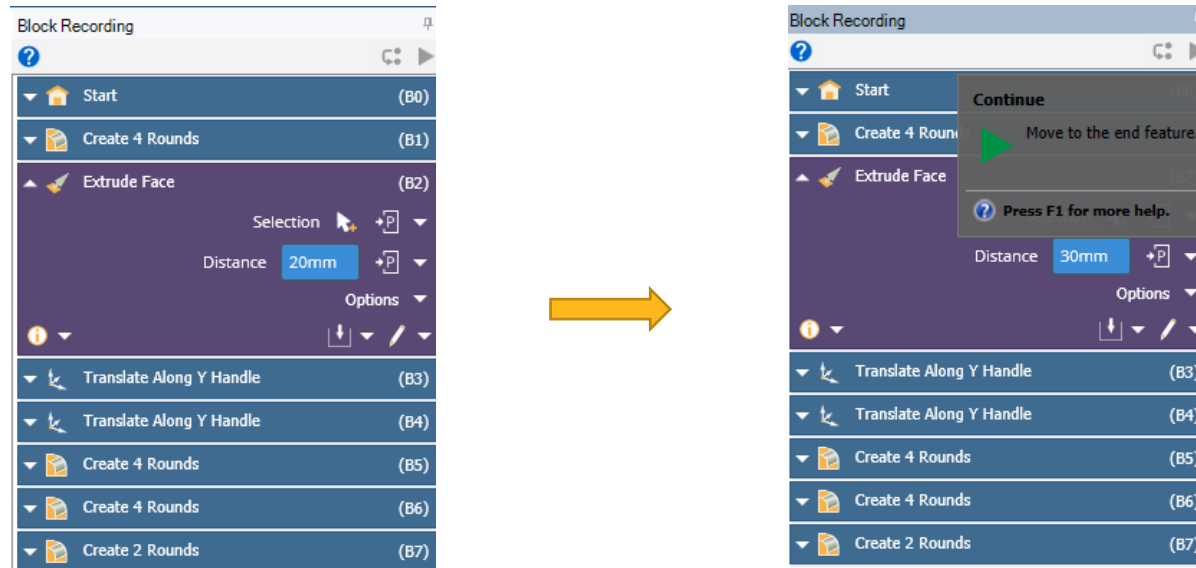 Block Recording
Start (B0)
Create 4 Rounds (B1)
Extrude Face (B2)
Selection P
Distance 20mm P
Options
Translate Along Y Handle (B3)
Translate Along Y Handle (B4)
Create 4 Rounds (B5)
Create 4 Rounds (B6)
Create 2 Rounds (B7)
Block Recording
Start
Continue
Create 4 Roun
Move to the end feature.
Extrude Face
Press F1 for more help.
Distance 30mm P
Options
Translate Along Y Handle (B3)
Translate Along Y Handle (B4)
Create 4 Rounds (B5)
Create 4 Rounds (B6)
Create 2 Rounds (B7)